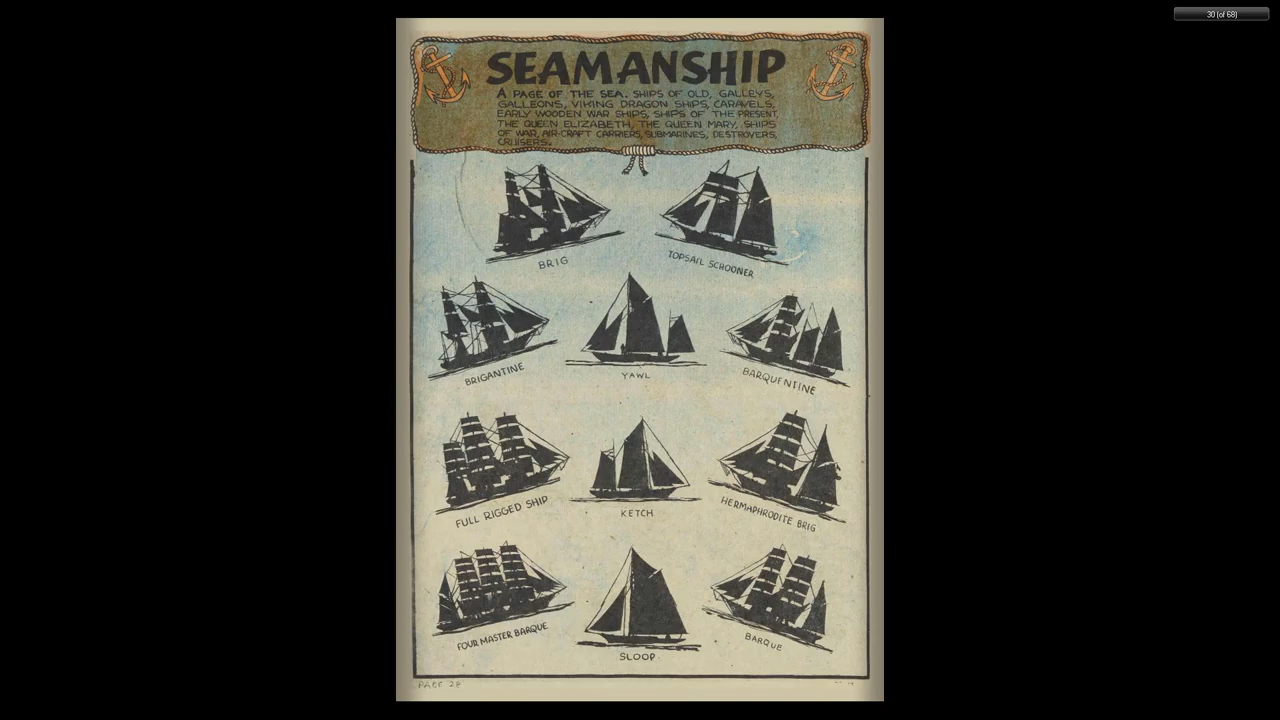 30 (of 68)
SEAMANSHIP
A PAGE OF THE SEA. SHIPS OF OLD, GALLEYS,
GALLEONS, VIKING DRAGON SHIPS, CARAVELS,
EARLY WOODEN WAR SHIPS, SHIPS OF THE PRESENT,
THE QUEEN ELIZABETH, THE QUEEN MARY, SHIPS
OF WAR, AIR-CRAFT CARRIERS, SUBMARINES, DESTROYERS,
CRUISERS.
BRIG
TOPSAIL SCHOONER
BRIGANTINE
YAWL
BARQUENTINE
FULL RIGGED SHIP
KETCH
HERMAPHRODITE BRIG
FOUR MASTER BARQUE
SLOOP.
BARQUE
PAGE